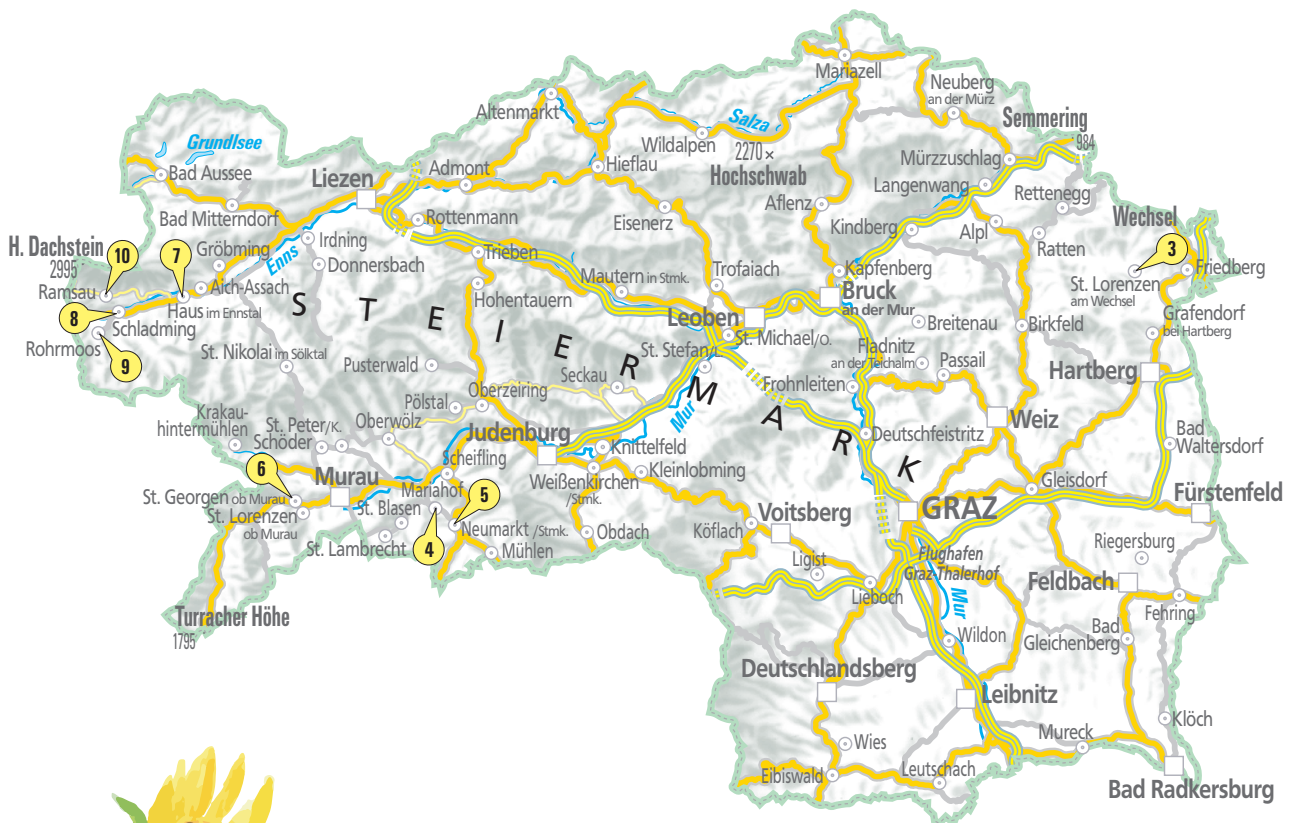 Mariazell
Neuberg
an der Mürz
Altenmarkt
Salza
Semmering
984
Wildalpen
Grundlsee
2270 ×
Mürzzuschlag
Hieflau
Hochschwab
Bad Aussee
Liezen
Admont
Langenwang
Rettenegg
Aflenz
Eisenerz
Bad Mitterndorf
Rottenmann
Wechsel
Kindberg
Alpl
Irdning
Ratten
H. Dachstein
2995
10
7
Gröbming
Enns
Donnersbach
Trieben
3
Mautern in Stmk.
Trofaiach
Kapfenberg
St. Lorenzen
am Wechsel
Friedberg
Ramsau
Aich-Assach
Hohentauern
Bruck
an der Mur
Haus im Ennstal
8
Schladming
Leoben
Breitenau
Birkfeld
Grafendorf
bei Hartberg
STEIERMARK
St. Michael/O.
Rohrmoos
9
St. Nikolai im Sölktal
St. Stefan/L.
Fladnitz
an der Teichalm
Passail
Pusterwald
Seckau
Hartberg
Frohnleiten
Oberzeiring
Pölstal
Mur
Krakau-
hintermühlen
St. Peter/K.
Oberwölz
Weiz
Schöder
Judenburg
Deutschfeistritz
Bad
Waltersdorf
Knittelfeld
Scheifling
6
Murau
Kleinlobming
Weißenkirchen
/Stmk.
Gleisdorf
Mariahof
5
St. Georgen ob Murau
Fürstenfeld
St. Lorenzen
ob Murau
St. Blasen
Voitsberg
GRAZ
Köflach
Neumarkt /Stmk.
Obdach
St. Lambrecht
4
Mühlen
Riegersburg
Flughafen
Graz-Thalerhof
Ligist
Feldbach
Lieboch
Mur
Turracher Höhe
1795
Fehring
Wildon
Bad
Gleichenberg
Deutschlandsberg
Leibnitz
Klöch
Mureck
Wies
Eibiswald
Leutschach
Bad Radkersburg